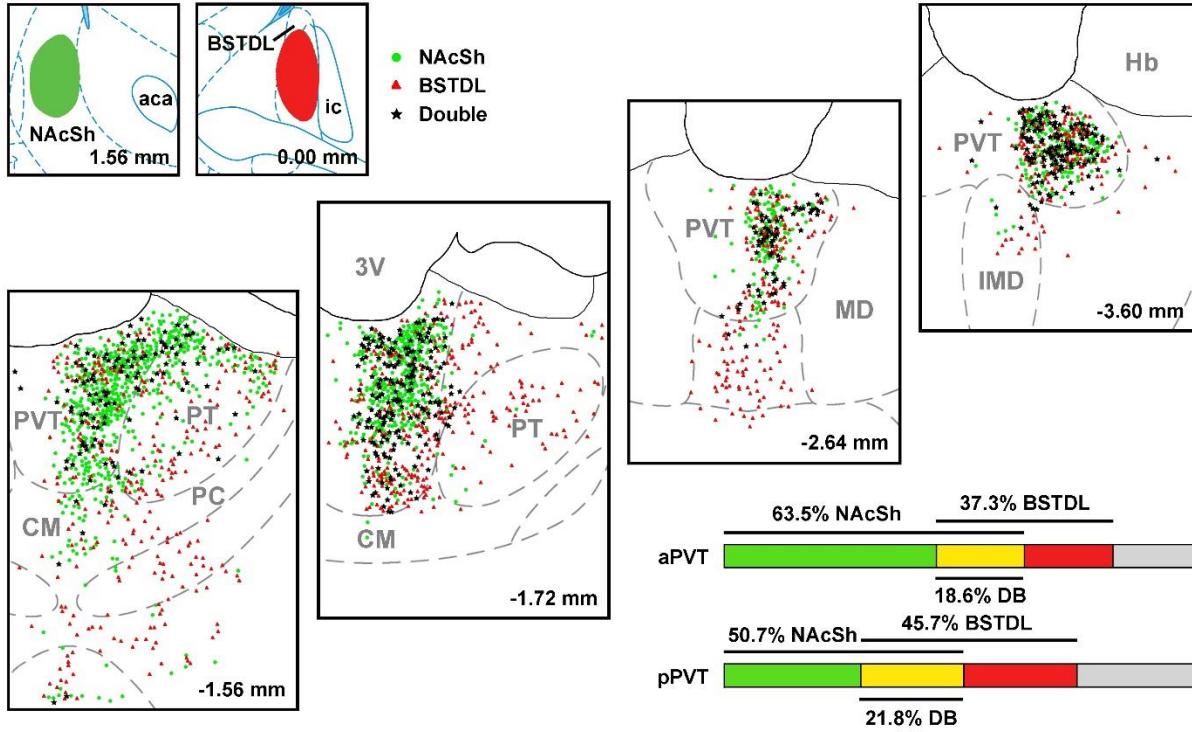 BSTDL
aca
ic
NAcSh
1.56 mm
0.00 mm
NAcSh
BSTDL
Double
Hb
PVT
IMD
-3.60 mm
PVT
MD
-2.64 mm
3V
PT
CM
-1.72 mm
PVT
PT
PC
CM
-1.56 mm
63.5% NAcSh
37.3% BSTDL
aPVT
18.6% DB
50.7% NAcSh
45.7% BSTDL
pPVT
21.8% DB